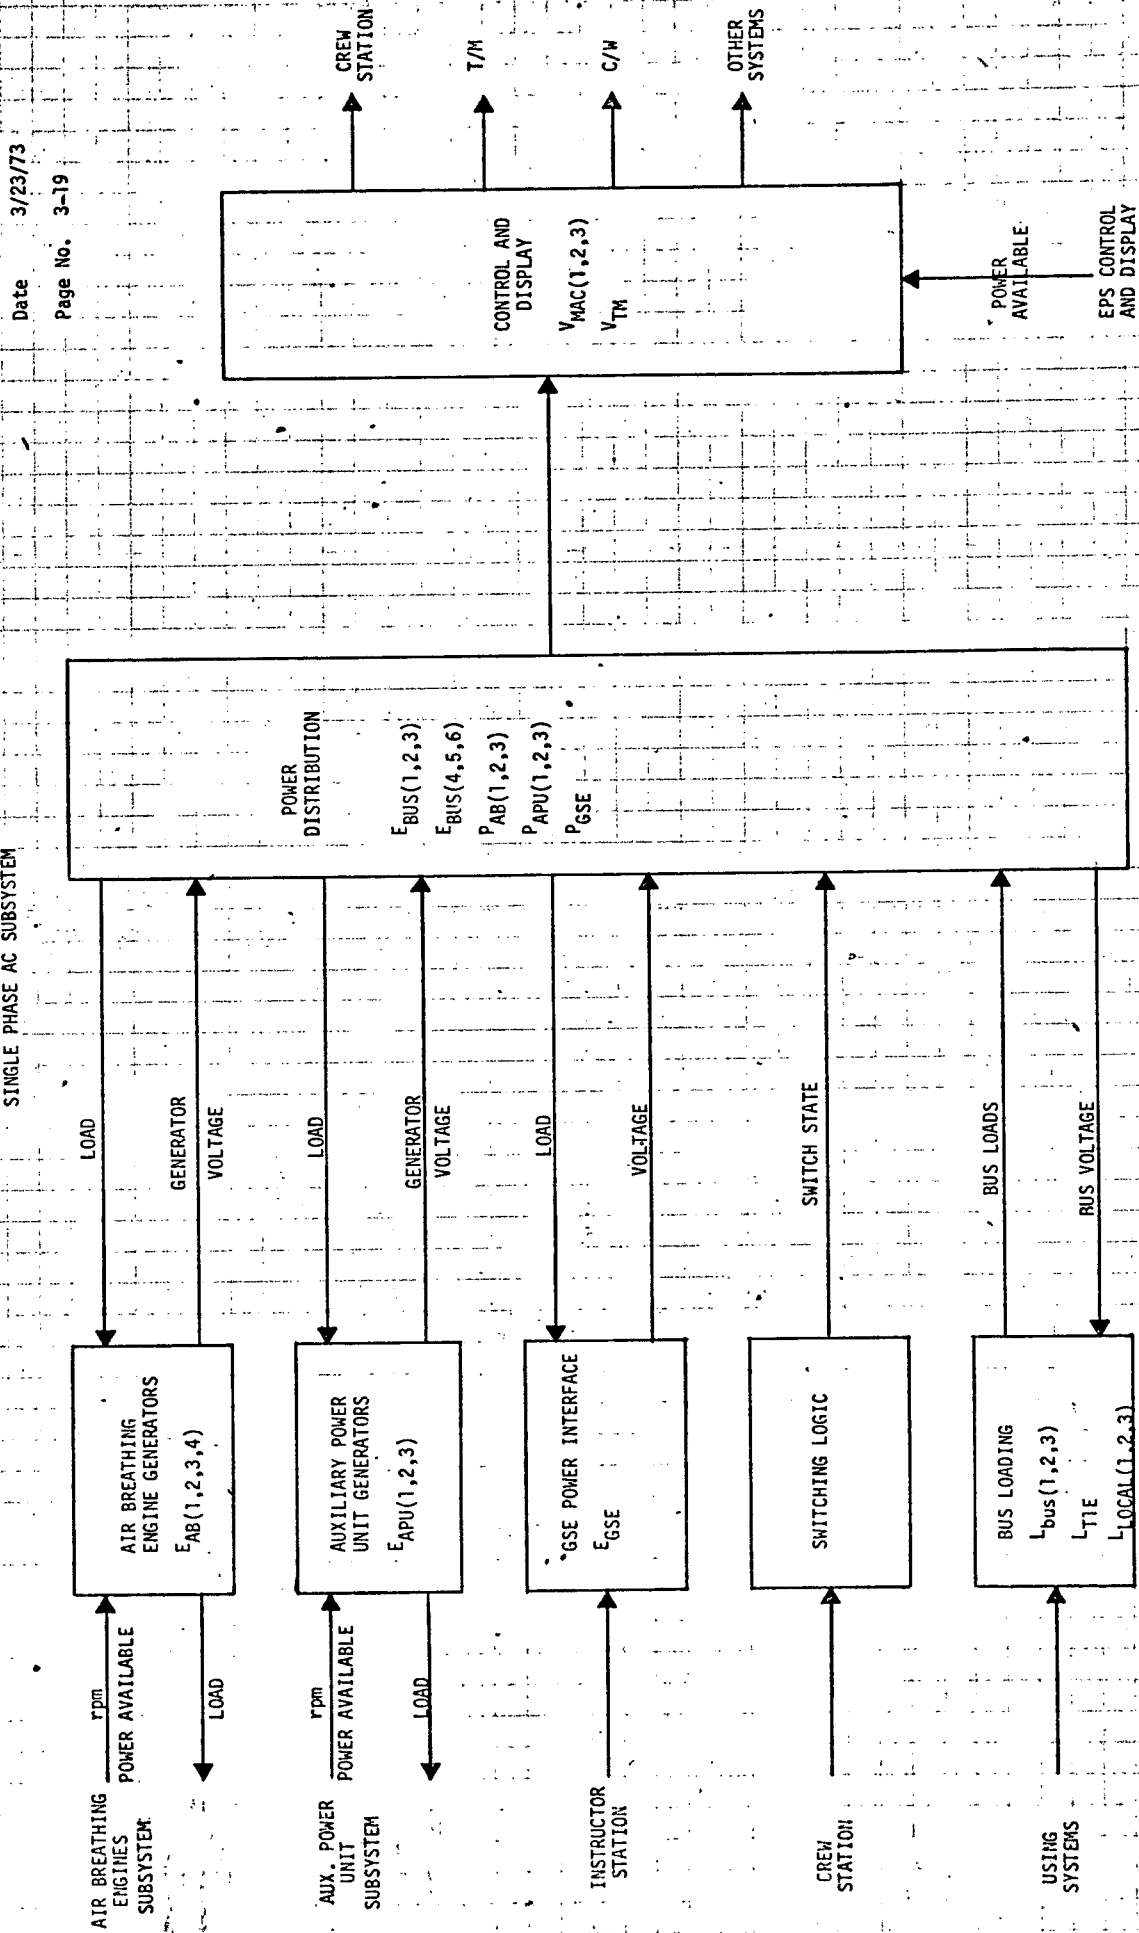 Date 3/23/73
Page No. 3-19
SINGLE PHASE AC SUBSYSTEM
AIR BREATHING
ENGINES
SUBSYSTEM
rpm
POWER AVAILABLE
LOAD
AIR BREATHING
ENGINE GENERATORS
E_AB(1,2,3,4)
LOAD
GENERATOR
VOLTAGE
AUX. POWER
UNIT
SUBSYSTEM
rpm
POWER AVAILABLE
LOAD
AUXILIARY POWER
UNIT GENERATORS
E_APU(1,2,3)
LOAD
GENERATOR
VOLTAGE
INSTRUCTOR
STATION
GSE POWER INTERFACE
E_GSE
LOAD
VOLTAGE
CREW
STATION
SWITCHING LOGIC
SWITCH STATE
USING
SYSTEMS
BUS LOADING
L_bus(1,2,3)
L_TIE
L_LOCAL(1,2,3)
BUS LOADS
BUS VOLTAGE
POWER
DISTRIBUTION
E_BUS(1,2,3)
E_BUS(4,5,6)
P_AB(1,2,3)
P_APU(1,2,3)
P_GSE
CONTROL AND
DISPLAY
V_MAC(1,2,3)
V_TM
CREW
STATION
T/M
C/W
OTHER
SYSTEMS
POWER
AVAILABLE
EPS CONTROL
AND DISPLAY